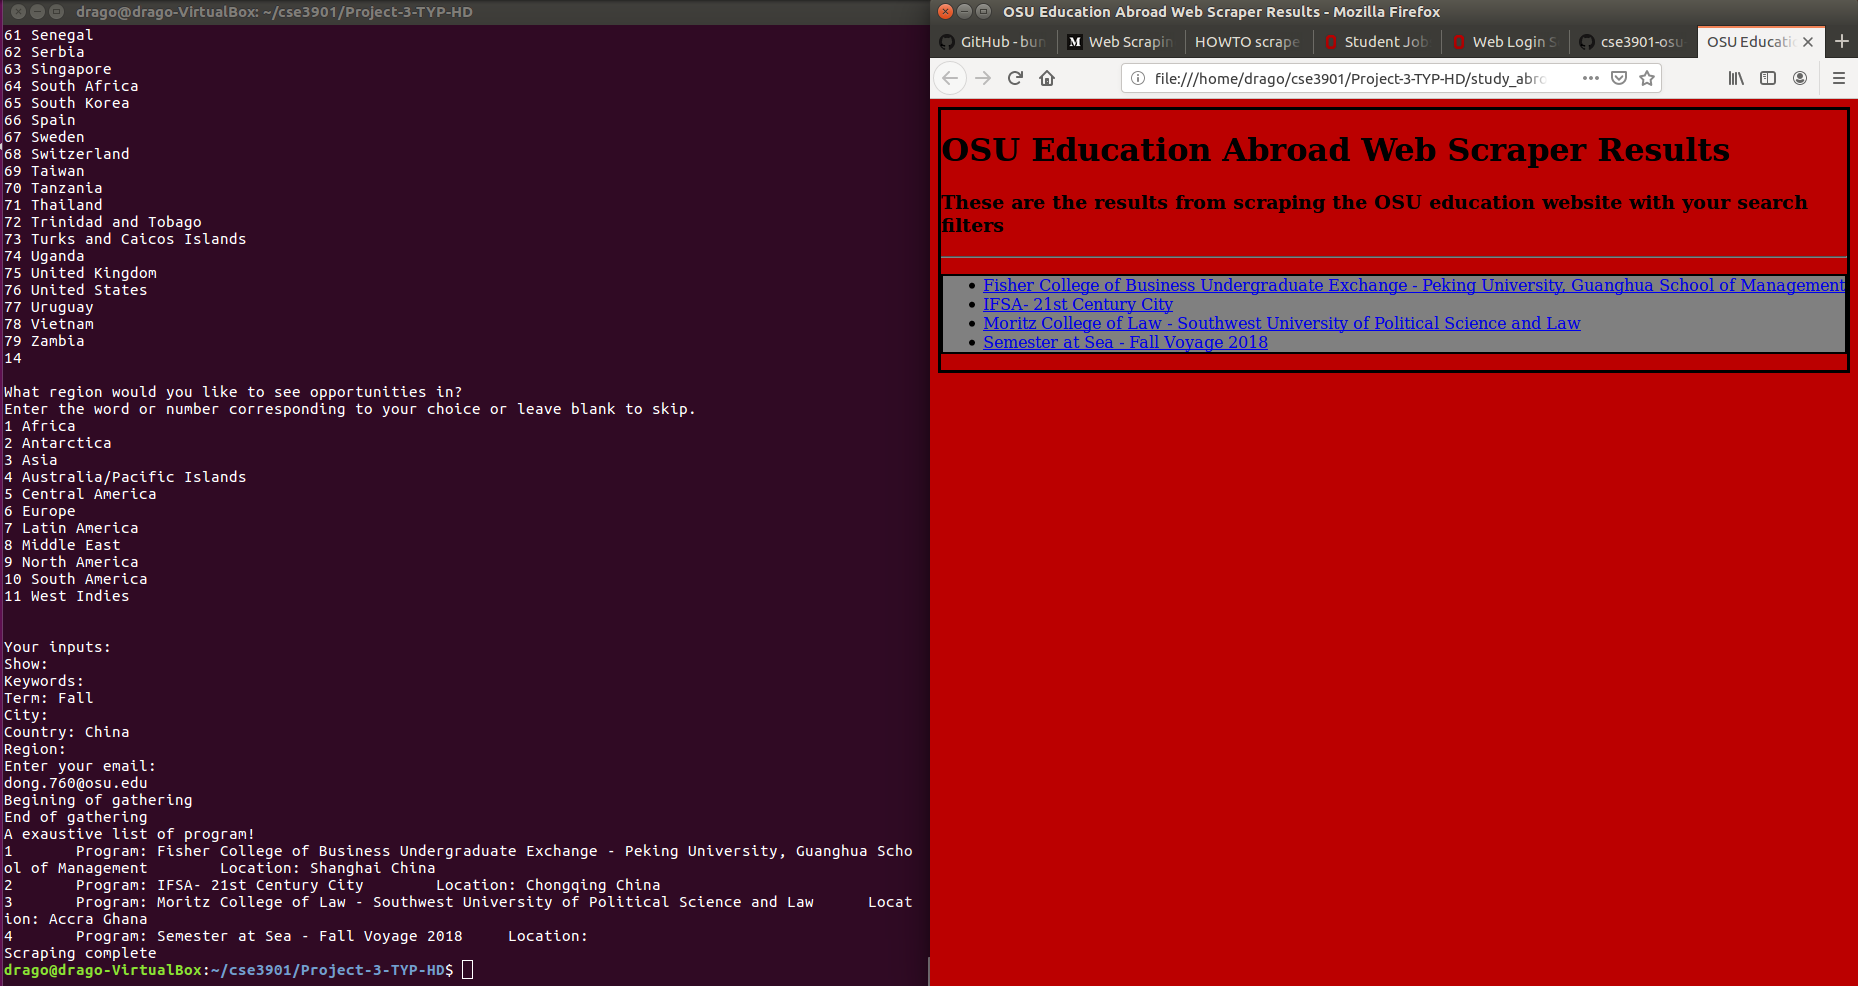 drago@drago-VirtualBox: ~/cse3901/Project-3-TYP-HD
61 Senegal
62 Serbia
63 Singapore
64 South Africa
65 South Korea
66 Spain
67 Sweden
68 Switzerland
69 Taiwan
70 Tanzania
71 Thailand
72 Trinidad and Tobago
73 Turks and Caicos Islands
74 Uganda
75 United Kingdom
76 United States
77 Uruguay
78 Vietnam
79 Zambia
14
What region would you like to see opportunities in?
Enter the word or number corresponding to your choice or leave blank to skip.
1 Africa
2 Antarctica
3 Asia
4 Australia/Pacific Islands
5 Central America
6 Europe
7 Latin America
8 Middle East
9 North America
10 South America
11 West Indies
Your inputs:
Show:
Keywords:
Term: Fall
City:
Country: China
Region:
Enter your email:
dong.760@osu.edu
Begining of gathering
End of gathering
A exaustive list of program!
1 Program: Fisher College of Business Undergraduate Exchange - Peking University, Guanghua Scho
ol of Management Location: Shanghai China
2 Program: IFSA- 21st Century City Location: Chongqing China
3 Program: Moritz College of Law - Southwest University of Political Science and Law Locat
ion: Accra Ghana
4 Program: Semester at Sea - Fall Voyage 2018 Location:
Scraping complete
drago@drago-VirtualBox:~/cse3901/Project-3-TYP-HD$
OSU Education Abroad Web Scraper Results - Mozilla Firefox
GitHub - bun M Web Scrapin HOWTO scrape Student Job Web Login S cse3901-osu- OSU Educati
file:///home/drago/cse3901/Project-3-TYP-HD/study_abro
OSU Education Abroad Web Scraper Results
These are the results from scraping the OSU education website with your search
filters
Fisher College of Business Undergraduate Exchange - Peking University, Guanghua School of Management
IFSA- 21st Century City
Moritz College of Law - Southwest University of Political Science and Law
Semester at Sea - Fall Voyage 2018